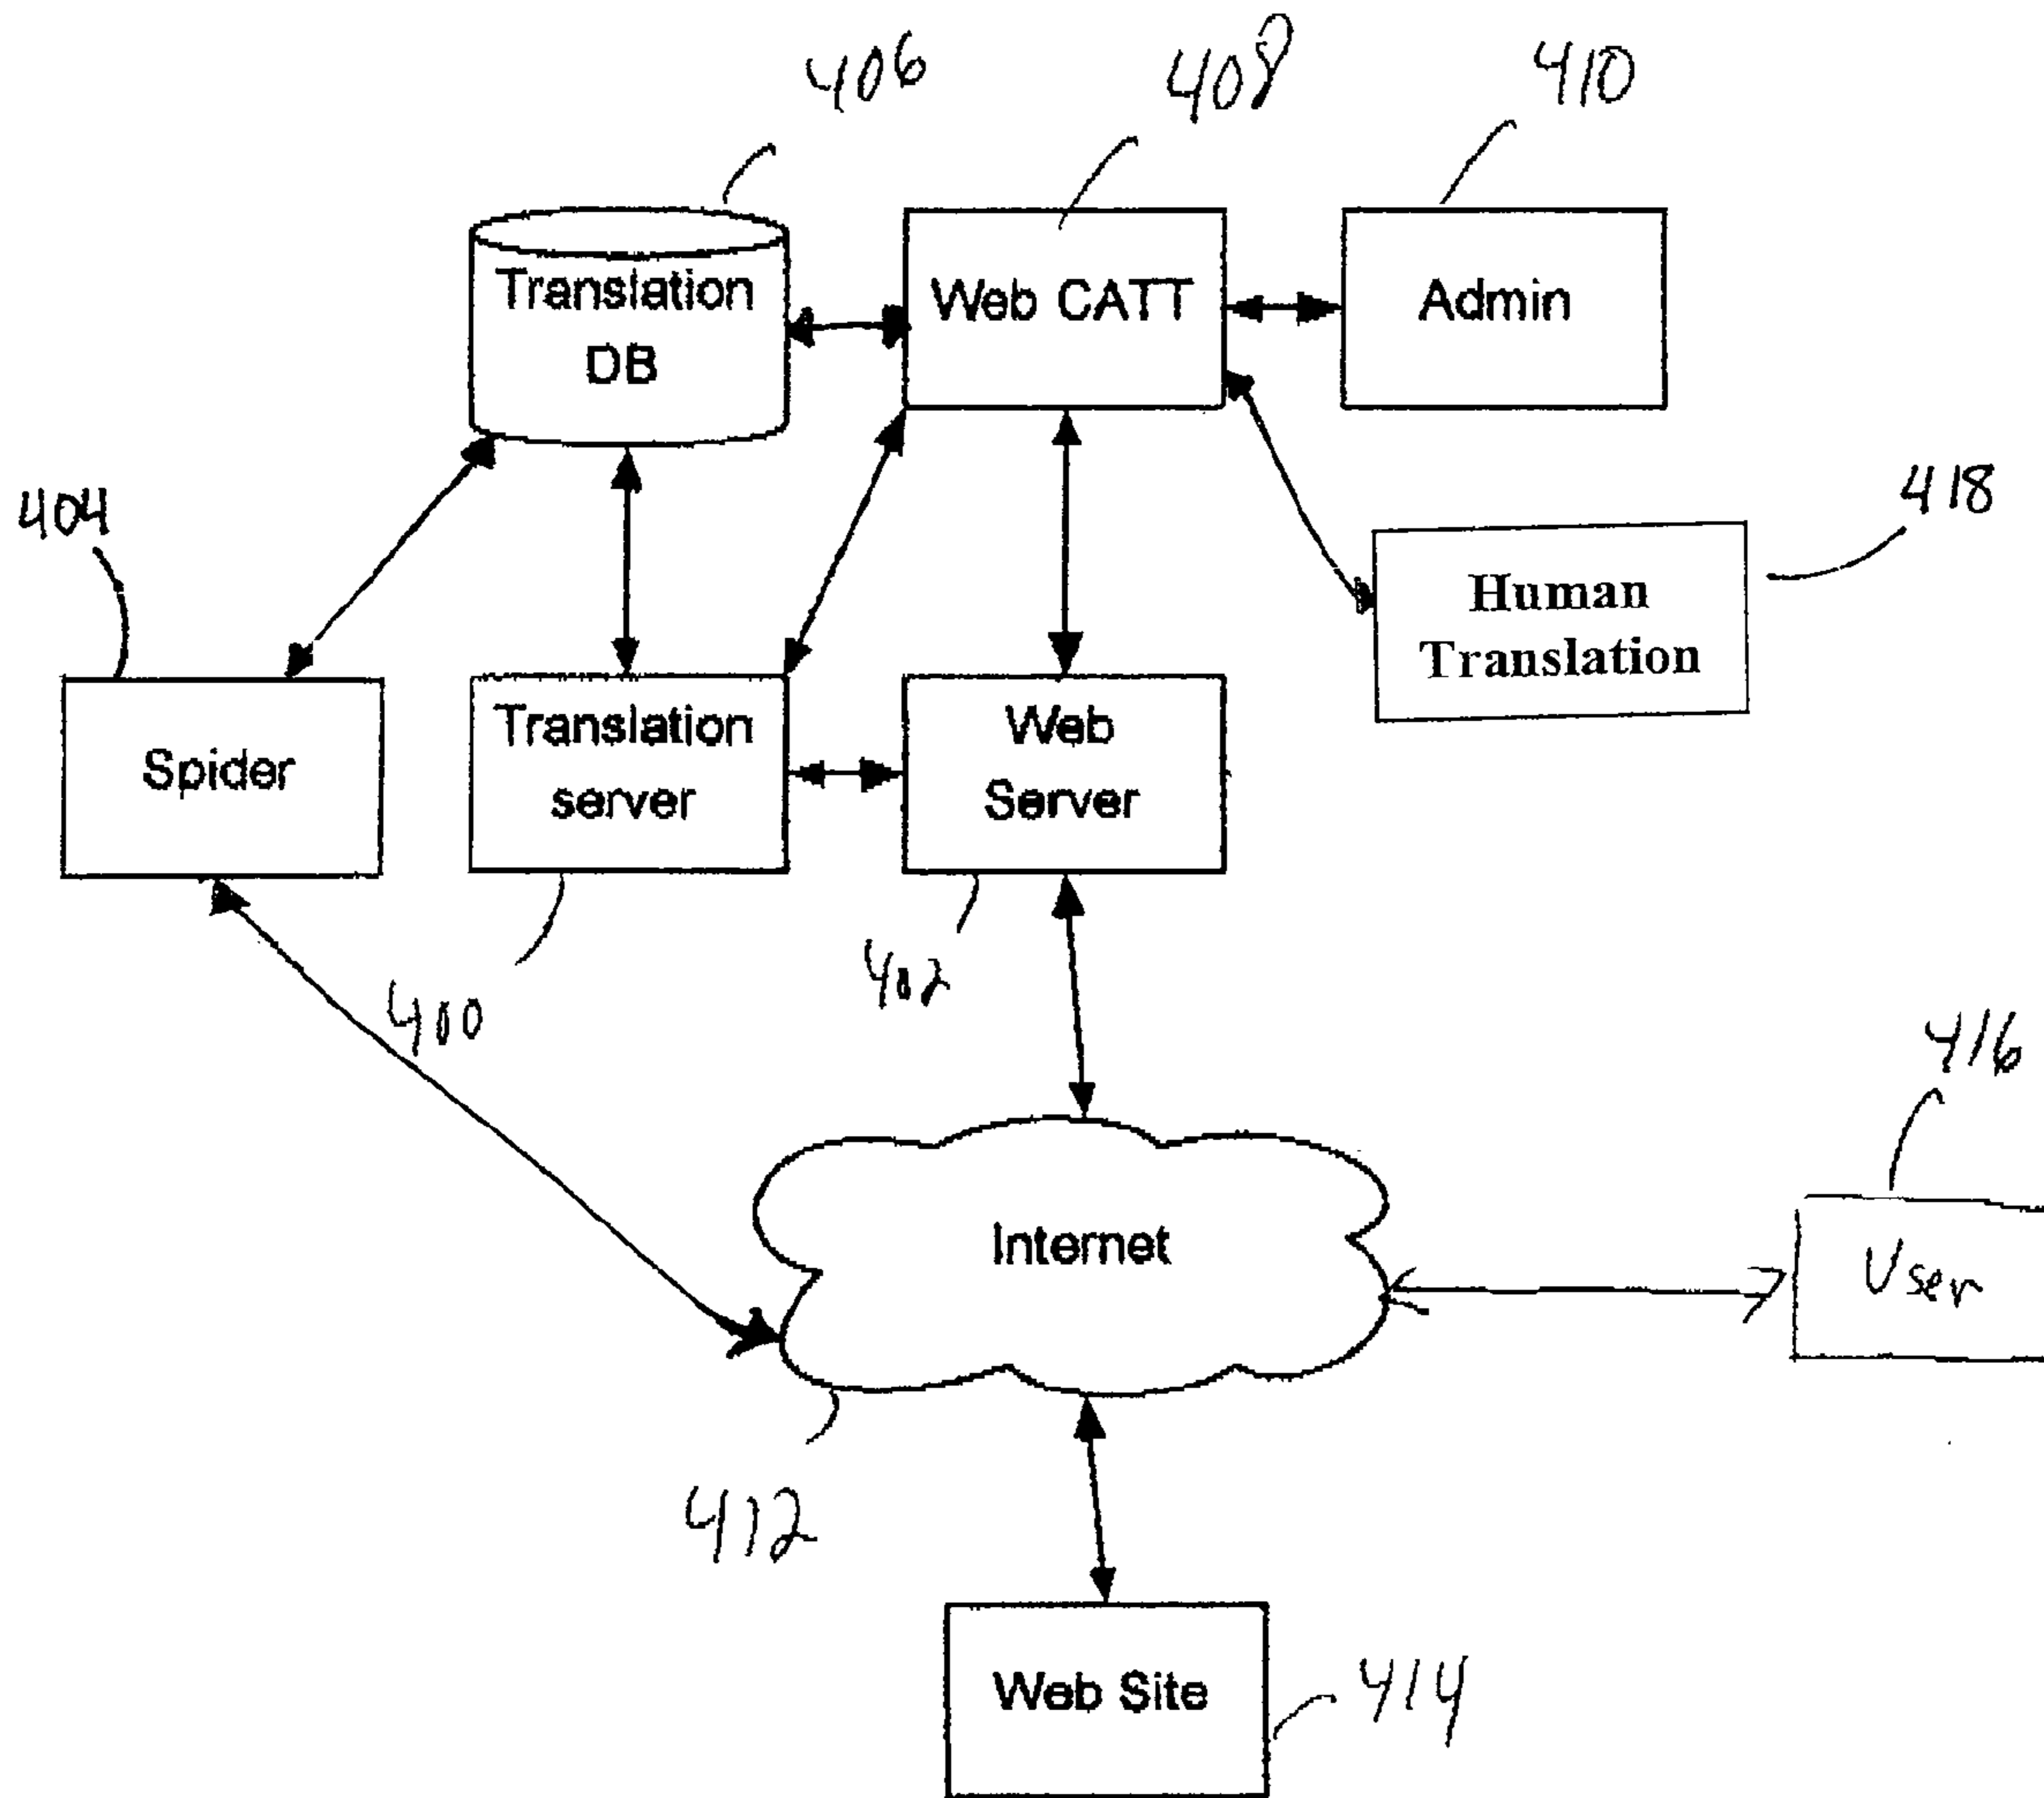 406
408
410
Translation
DB
Web CATT
Admin
404
418
Human
Translation
Spider
Translation
server
Web
Server
400
402
416
Internet
User
412
Web Site
414